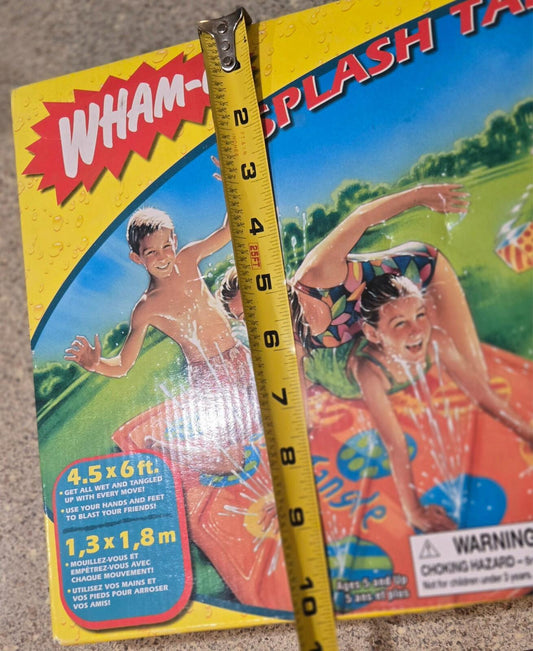 WHAM-
SPLASH TA
2
3
4
25FT
5
6
7
8
9
10
4.5 x 6 ft.
• GET ALL WET AND TANGLED
UP WITH EVERY MOVE!
• USE YOUR HANDS AND FEET
TO BLAST YOUR FRIENDS!
1,3 x 1,8 m
• MOUILLEZ-VOUS ET
EMPÊTREZ-VOUS AVEC
CHAQUE MOUVEMENT!
• UTILISEZ VOS MAINS ET
VOS PIEDS POUR ARROSER
VOS AMIS!
Ages 5 and Up
5 ans et plus
WARNING
CHOKING HAZARD
Not for children under 3 years.